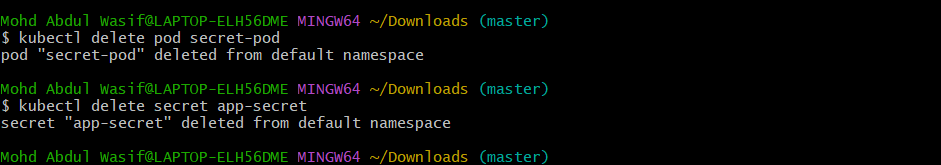 Mohd Abdul Wasif@LAPTOP-ELH56DME MINGW64 ~/Downloads (master)
$ kubectl delete pod secret-pod
pod "secret-pod" deleted from default namespace
Mohd Abdul Wasif@LAPTOP-ELH56DME MINGW64 ~/Downloads (master)
$ kubectl delete secret app-secret
secret "app-secret" deleted from default namespace
Mohd Abdul Wasif@LAPTOP-ELH56DME MINGW64 ~/Downloads (master)